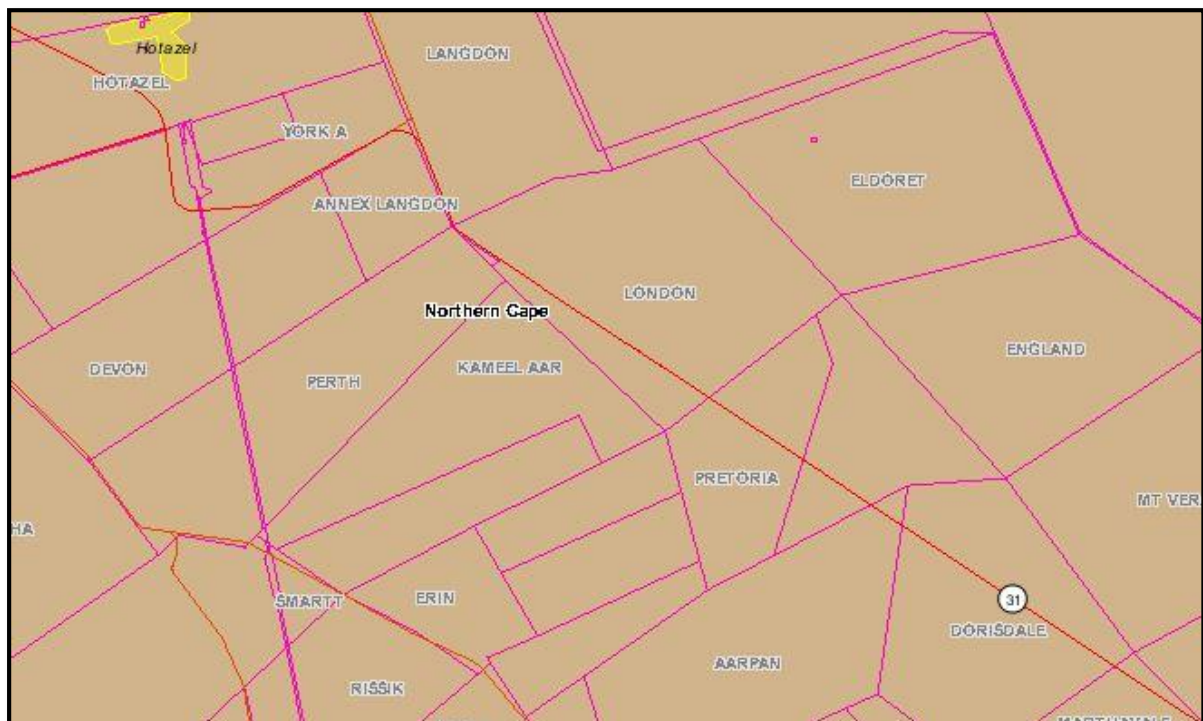 Hotazel
LANGDON
HOTAZEL
YORK A
ELDORET
ANNEX LANGDON
LONDON
Northern Cape
ENGLAND
DEVON
KAMEEL AAR
PERTH
PRETORIA
MT VER
HA
ERIN
SMARTT
31
DORISDALE
AARPAN
RISSIK
MARTHAVALE